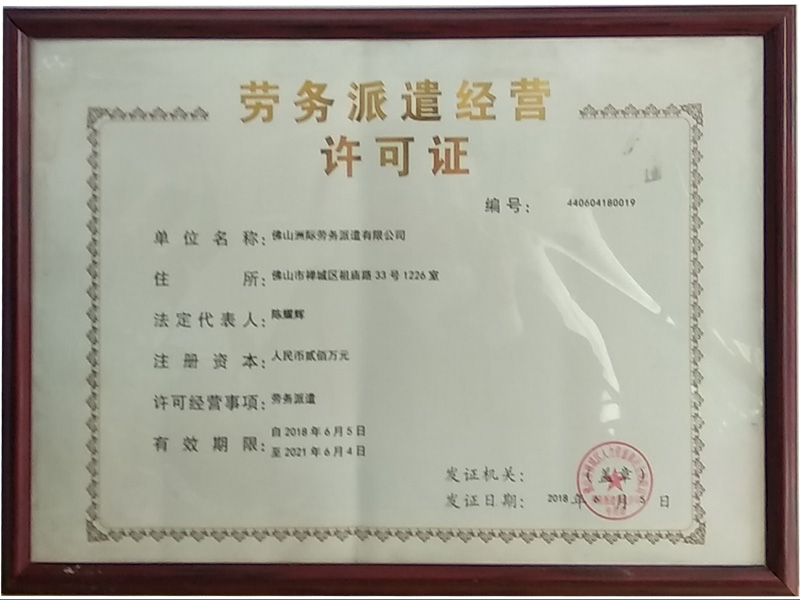 劳务派遣经营
许可证
编号：440604180019
单位名称：佛山洲际劳务派遣有限公司
住所：佛山市禅城区祖庙路33号1226室
法定代表人：陈耀辉
注册资本：人民币贰佰万元
许可经营事项：劳务派遣
有效期限：自2018年6月5日
至2021年6月4日
发证机关：（盖章）
发证日期：2018年6月5日